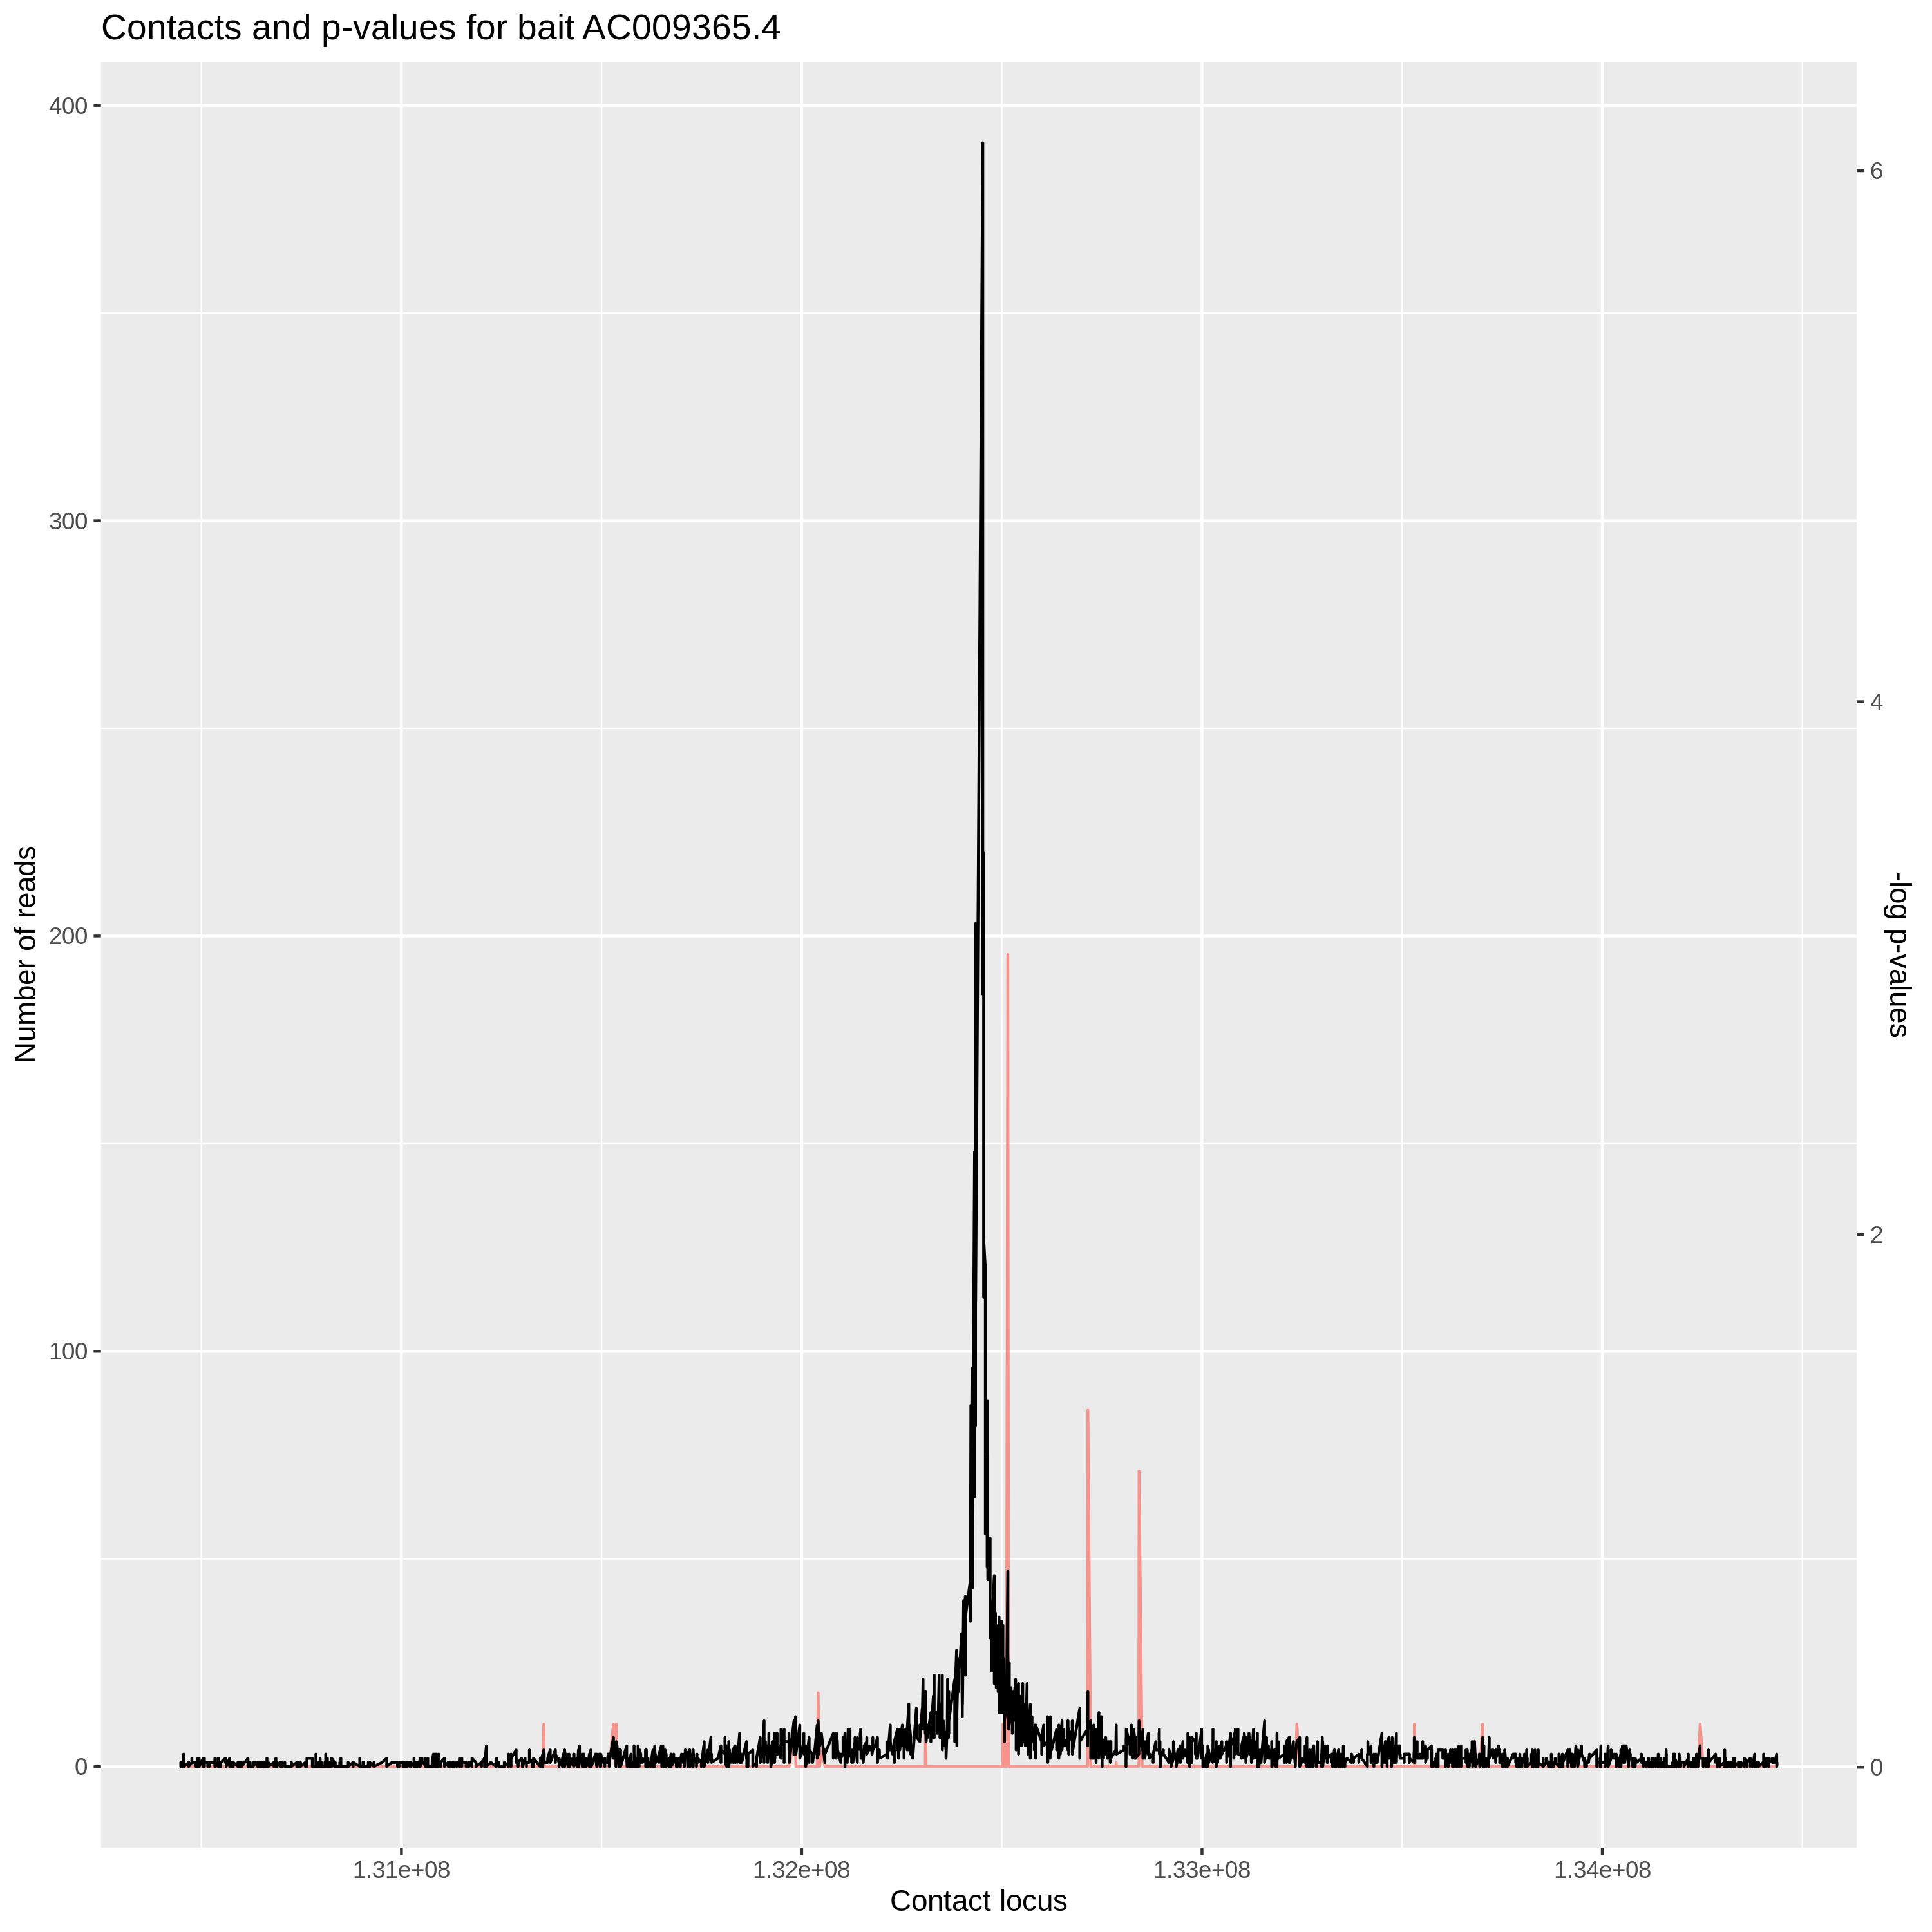 Contacts and p-values for bait AC009365.4
400
300
200
100
0
Number of reads
6
4
2
0
-log p-values
1.31e+08 1.32e+08 1.33e+08 1.34e+08
Contact locus